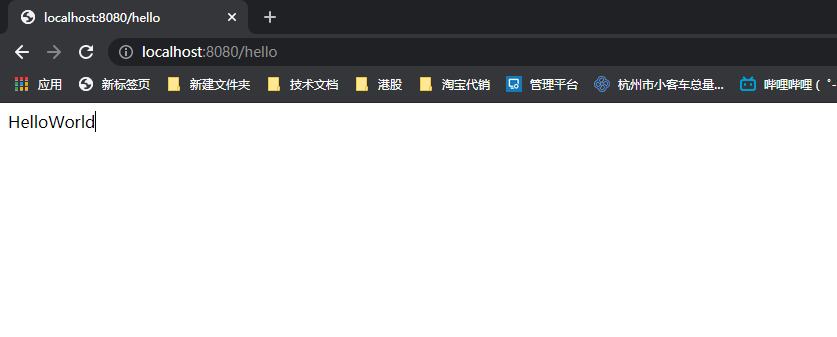 localhost:8080/hello
localhost:8080/hello
应用 新标签页 新建文件夹 技术文档 港股 淘宝代销 管理平台 杭州市小客车总量... 哔哩哔哩 ( ゜-
HelloWorld